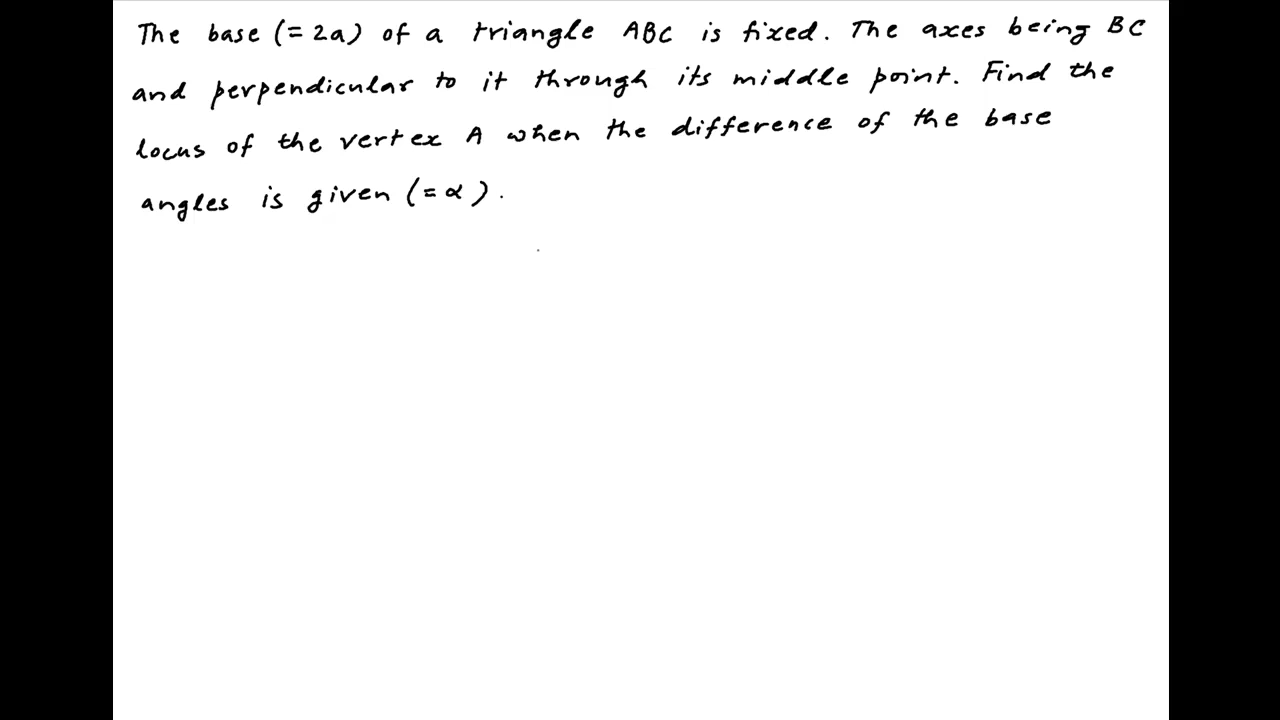 The base (= 2a) of a triangle ABC is fixed. The axes being BC
and perpendicular to it through its middle point. Find the
locus of the vertex A when the difference of the base
angles is given (= α).